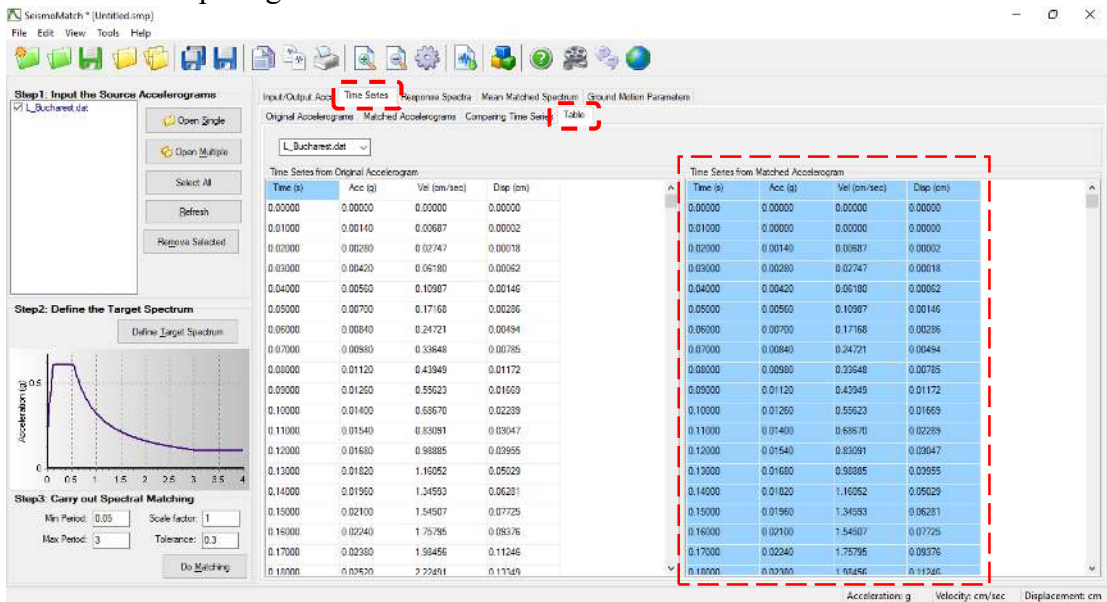 SeismoMatch * [Untitled.smp]
File Edit View Tools Help
Step1: Input the Source Accelerograms
L_Bucharest.dat
Open Single
Open Multiple
Select All
Refresh
Remove Selected
Step2: Define the Target Spectrum
Define Target Spectrum
Acceleration (g)
0.5
0
0 0.5 1 1.5 2 2.5 3 3.5 4
Step3: Carry out Spectral Matching
Min Period: 0.05 Scale factor: 1
Max Period: 3 Tolerance: 0.3
Do Matching
Input/Output Acce Time Series Response Spectra Mean Matched Spectrum Ground Motion Parameters
Original Accelerograms Matched Accelerograms Comparing Time Series Table
L_Bucharest.dat
Time Series from Original Accelerogram
Time (s) Acc (g) Vel (cm/sec) Disp (cm)
0.00000 0.00000 0.00000 0.00000
0.01000 0.00140 0.00687 0.00002
0.02000 0.00280 0.02747 0.00018
0.03000 0.00420 0.06180 0.00062
0.04000 0.00560 0.10987 0.00146
0.05000 0.00700 0.17168 0.00286
0.06000 0.00840 0.24721 0.00494
0.07000 0.00980 0.33648 0.00785
0.08000 0.01120 0.43949 0.01172
0.09000 0.01260 0.55623 0.01669
0.10000 0.01400 0.68670 0.02289
0.11000 0.01540 0.83091 0.03047
0.12000 0.01680 0.98885 0.03955
0.13000 0.01820 1.16052 0.05029
0.14000 0.01960 1.34593 0.06281
0.15000 0.02100 1.54507 0.07725
0.16000 0.02240 1.75795 0.09376
0.17000 0.02380 1.98456 0.11246
0.18000 0.02520 2.22491 0.13349
Time Series from Matched Accelerogram
Time (s) Acc (g) Vel (cm/sec) Disp (cm)
0.00000 0.00000 0.00000 0.00000
0.01000 0.00000 0.00000 0.00000
0.02000 0.00140 0.00687 0.00002
0.03000 0.00280 0.02747 0.00018
0.04000 0.00420 0.06180 0.00062
0.05000 0.00560 0.10987 0.00146
0.06000 0.00700 0.17168 0.00286
0.07000 0.00840 0.24721 0.00494
0.08000 0.00980 0.33648 0.00785
0.09000 0.01120 0.43949 0.01172
0.10000 0.01260 0.55623 0.01669
0.11000 0.01400 0.68670 0.02289
0.12000 0.01540 0.83091 0.03047
0.13000 0.01680 0.98885 0.03955
0.14000 0.01820 1.16052 0.05029
0.15000 0.01960 1.34593 0.06281
0.16000 0.02100 1.54507 0.07725
0.17000 0.02240 1.75795 0.09376
0.18000 0.02380 1.98456 0.11246
Acceleration: g Velocity: cm/sec Displacement: cm